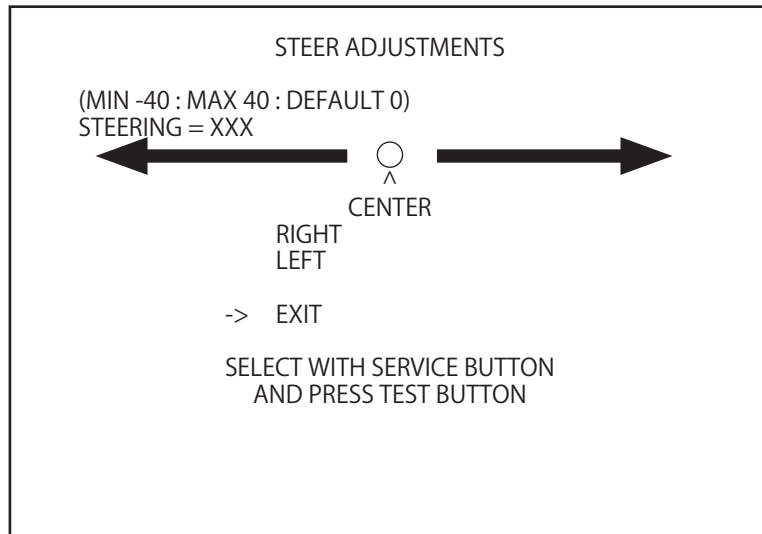 STEER ADJUSTMENTS
(MIN -40 : MAX 40 : DEFAULT 0)
STEERING = XXX
^
CENTER
RIGHT
LEFT
-> EXIT
SELECT WITH SERVICE BUTTON
AND PRESS TEST BUTTON